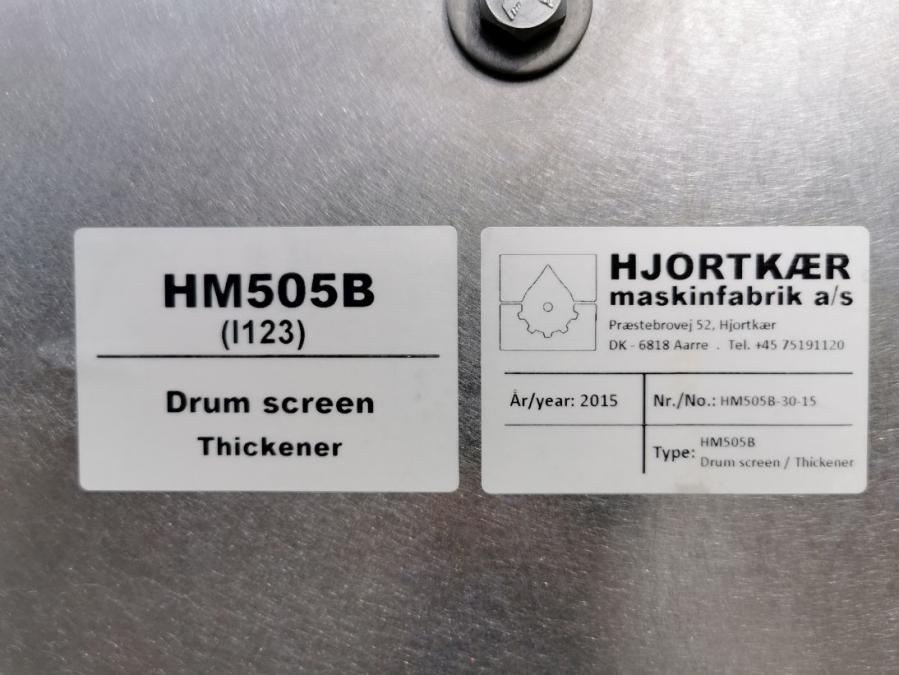 HM505B
(I123)
Drum screen
Thickener
HJORTKÆR
maskinfabrik a/s
Præstebrovej 52, Hjortkær
DK - 6818 Aarre . Tel. +45 75191120
År/year: 2015
Nr./No.: HM505B-30-15
Type: HM505B
Drum screen / Thickener